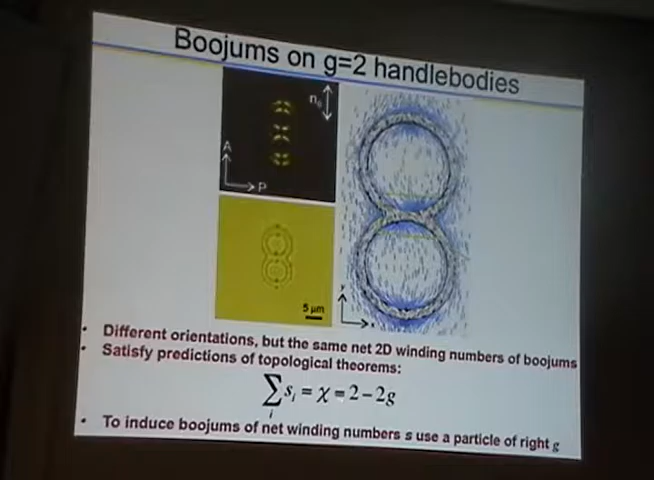 Boojums on g=2 handlebodies
n₀
A
P
5 μm
y
x
• Different orientations, but the same net 2D winding numbers of boojums
• Satisfy predictions of topological theorems:
∑ sᵢ = χ = 2 − 2g
i
• To induce boojums of net winding numbers s use a particle of right g